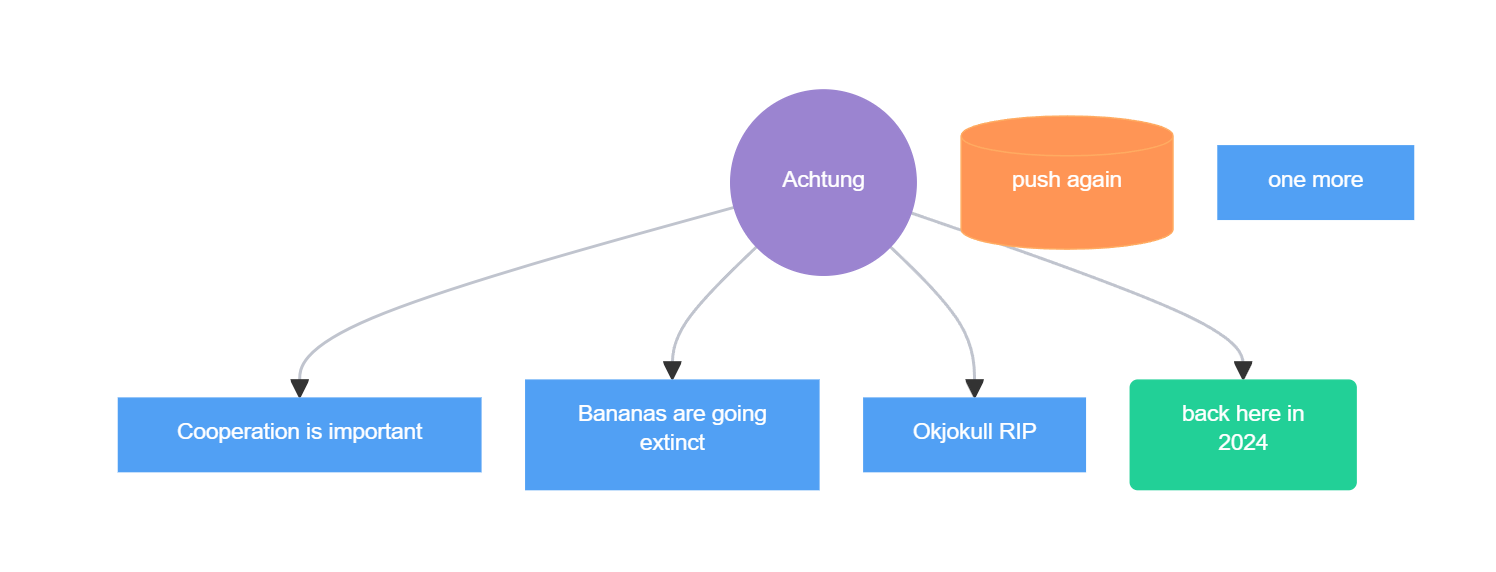 Achtung
push again
one more
Cooperation is important
Bananas are going
extinct
Okjokull RIP
back here in
2024